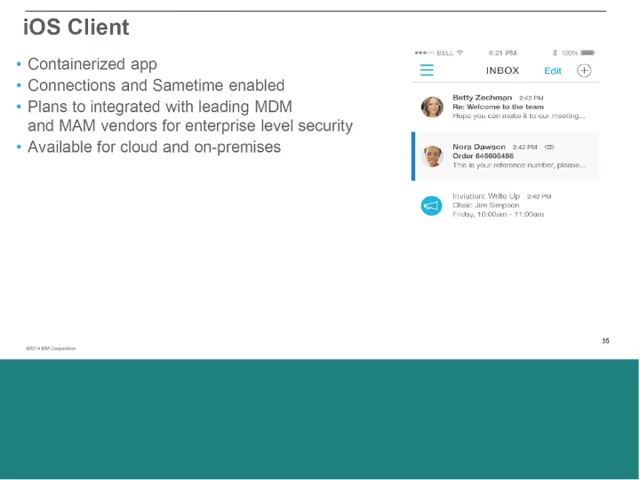 iOS Client
• Containerized app
• Connections and Sametime enabled
• Plans to integrated with leading MDM
and MAM vendors for enterprise level security
• Available for cloud and on-premises
BELL 4:21 PM 100%
INBOX Edit
Betty Zechman 2:42 PM
Re: Welcome to the team
Hope you can make it to our meeting...
Nora Dawson 2:42 PM
Order 546698456
This is your reference number, please...
Inviation: Write Up 2:42 PM
Chair: Jim Simpson
Friday, 10:00am - 11:00am
©2014 IBM Corporation
35